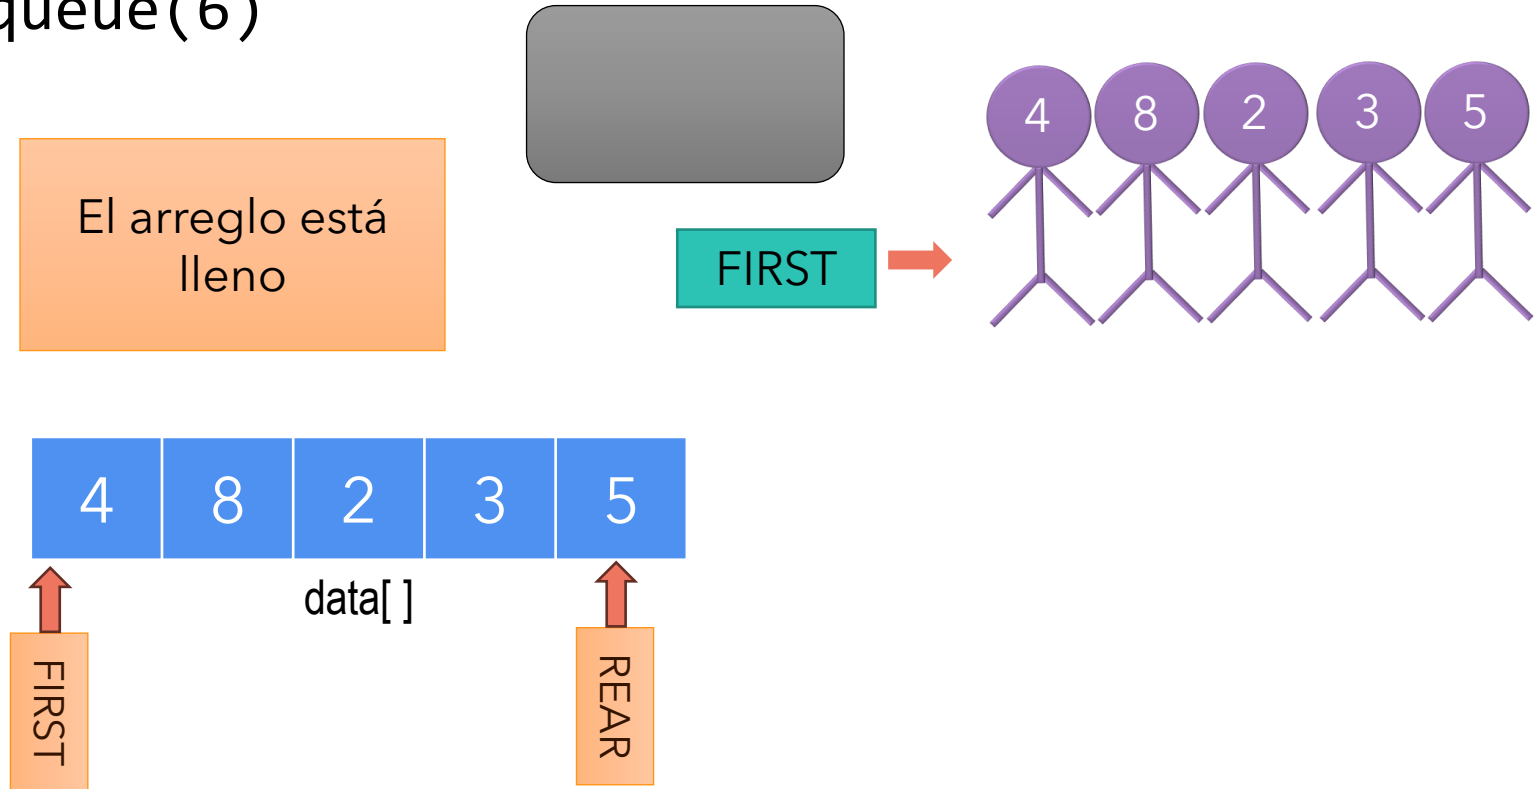 queue(6)
El arreglo está
lleno
FIRST
4 8 2 3 5
4 8 2 3 5
data[ ]
FIRST
REAR